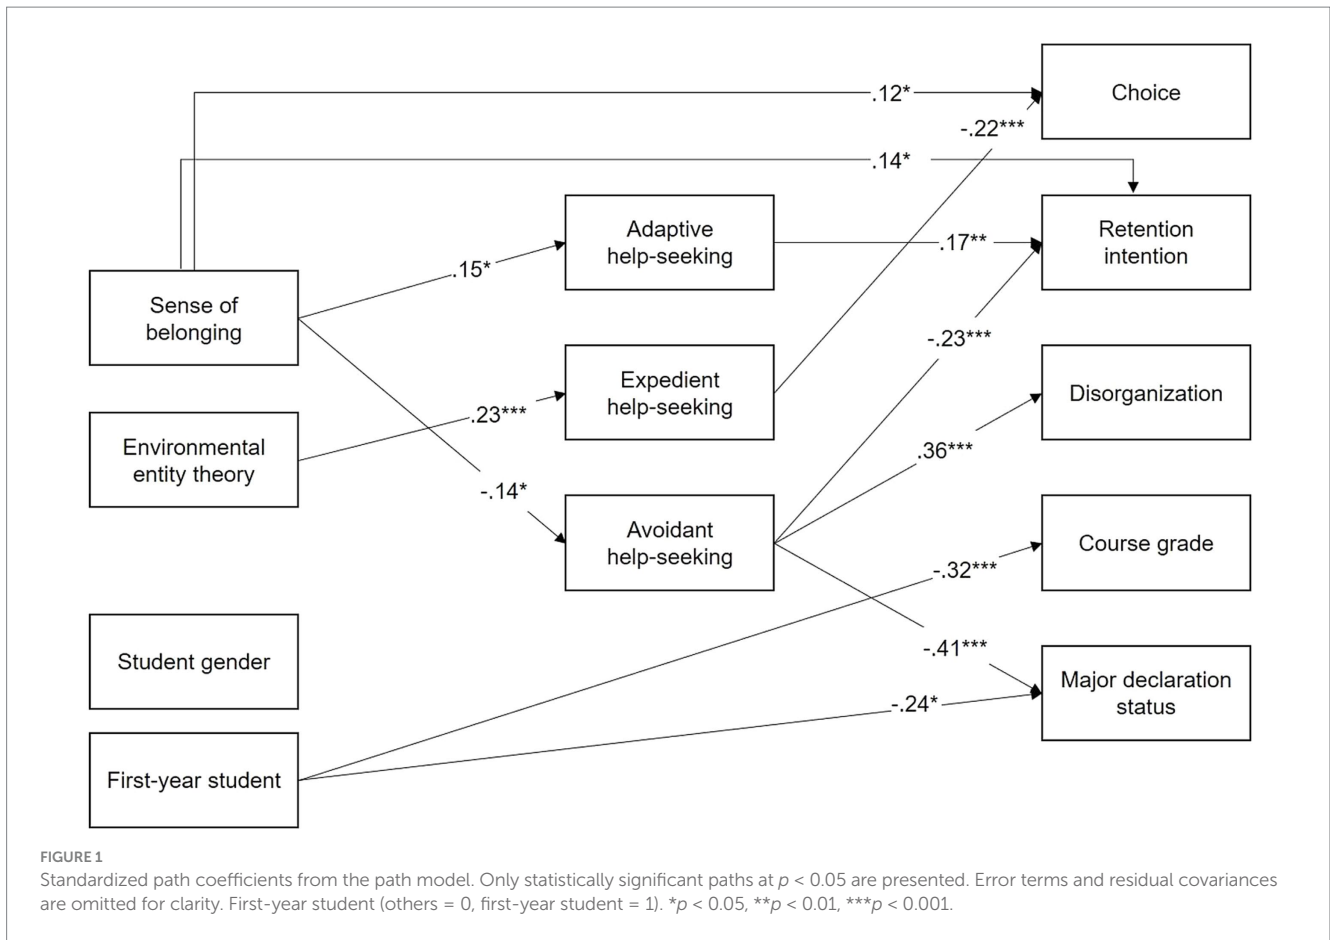 Choice
.12*
-.22***
.14*
Adaptive
help-seeking
Retention
intention
.17**
.15*
Sense of
belonging
-.23***
Expedient
help-seeking
Disorganization
.23***
Environmental
entity theory
.36***
-.14*
Avoidant
help-seeking
Course grade
-.32***
Student gender
-.41***
Major declaration
status
-.24*
First-year student
FIGURE 1
Standardized path coefficients from the path model. Only statistically significant paths at p < 0.05 are presented. Error terms and residual covariances
are omitted for clarity. First-year student (others = 0, first-year student = 1). *p < 0.05, **p < 0.01, ***p < 0.001.